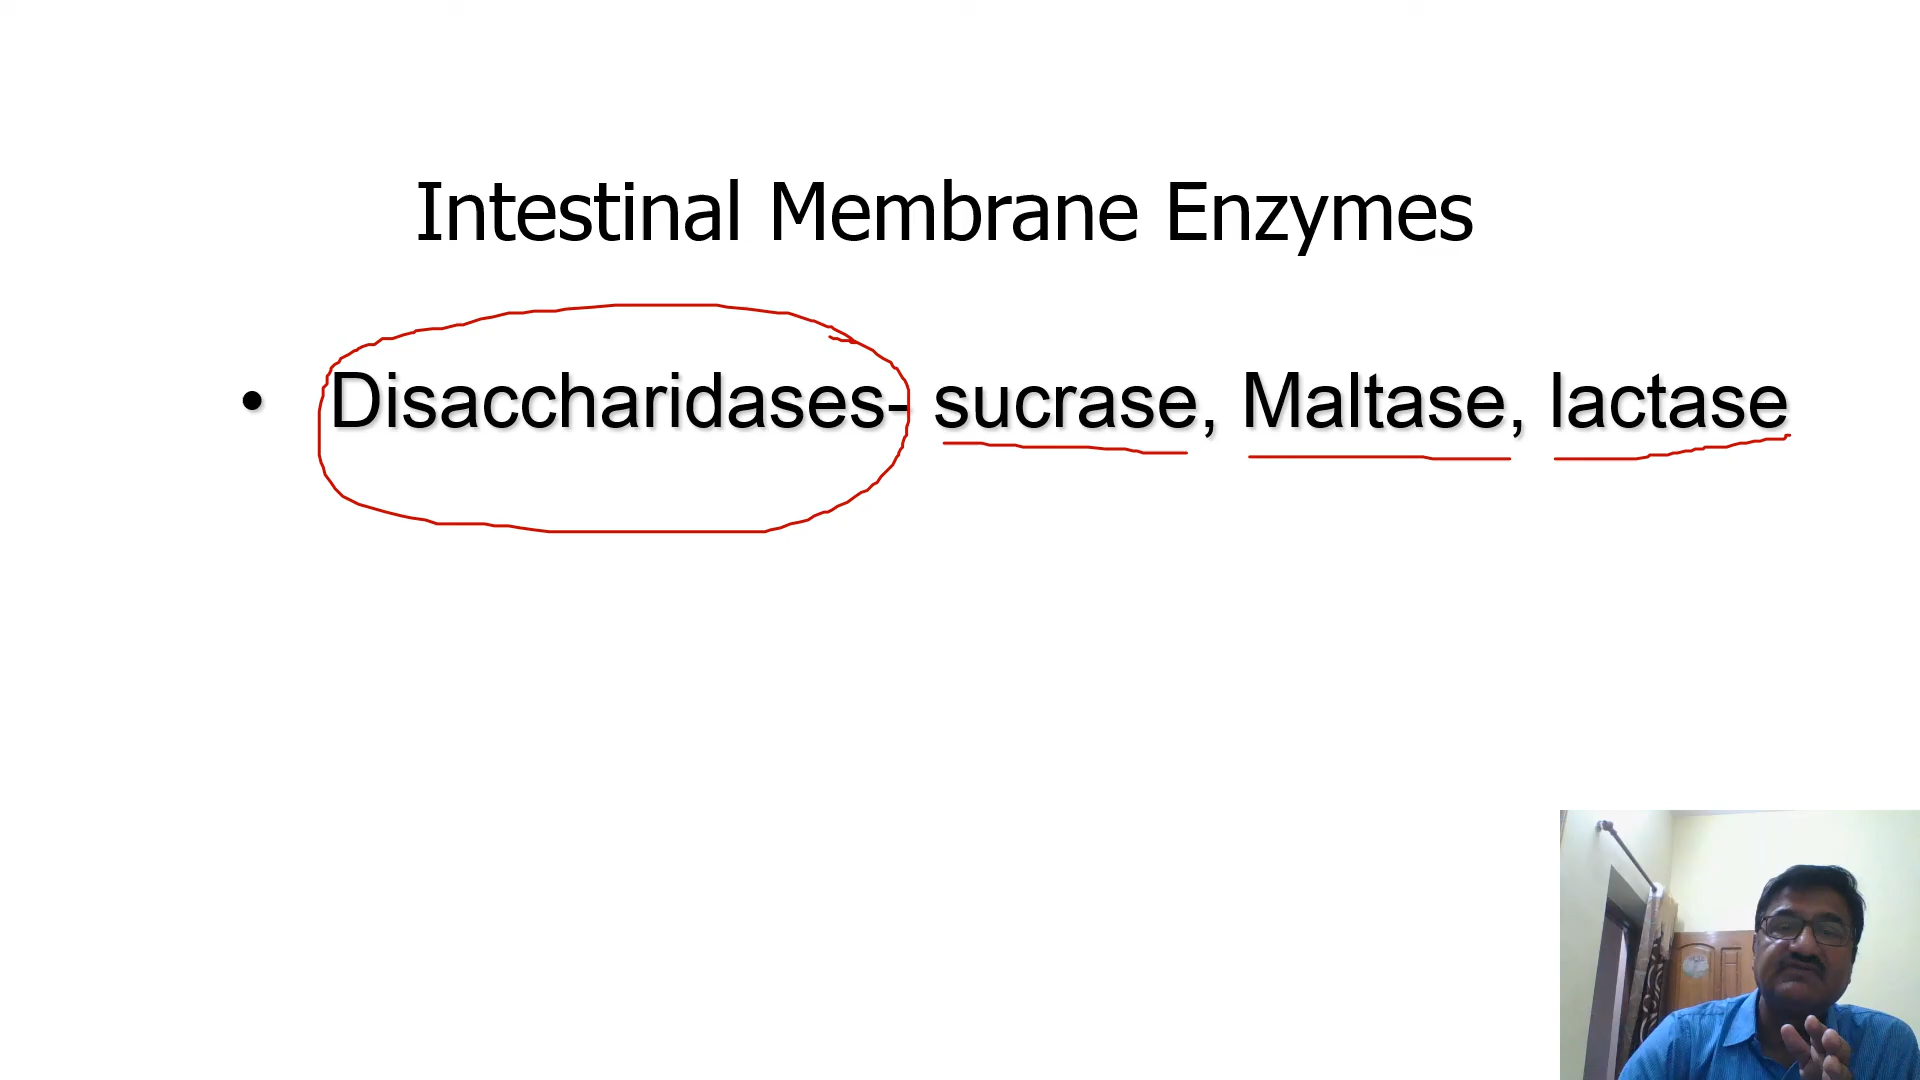 Intestinal Membrane Enzymes
• Disaccharidases- sucrase, Maltase, lactase